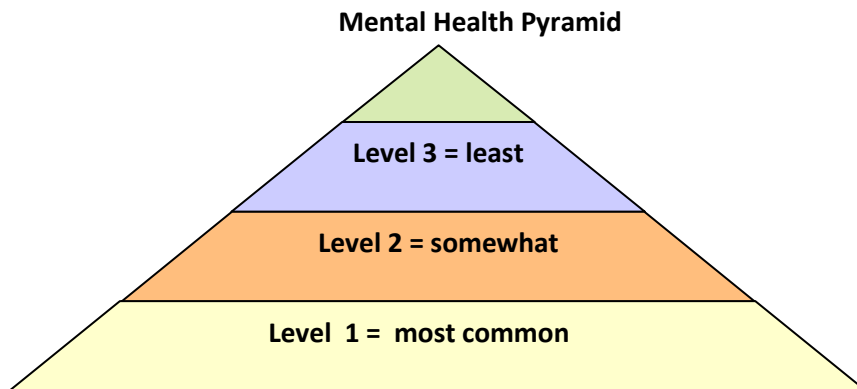 Mental Health Pyramid
Level 3 = least
Level 2 = somewhat
Level 1 = most common